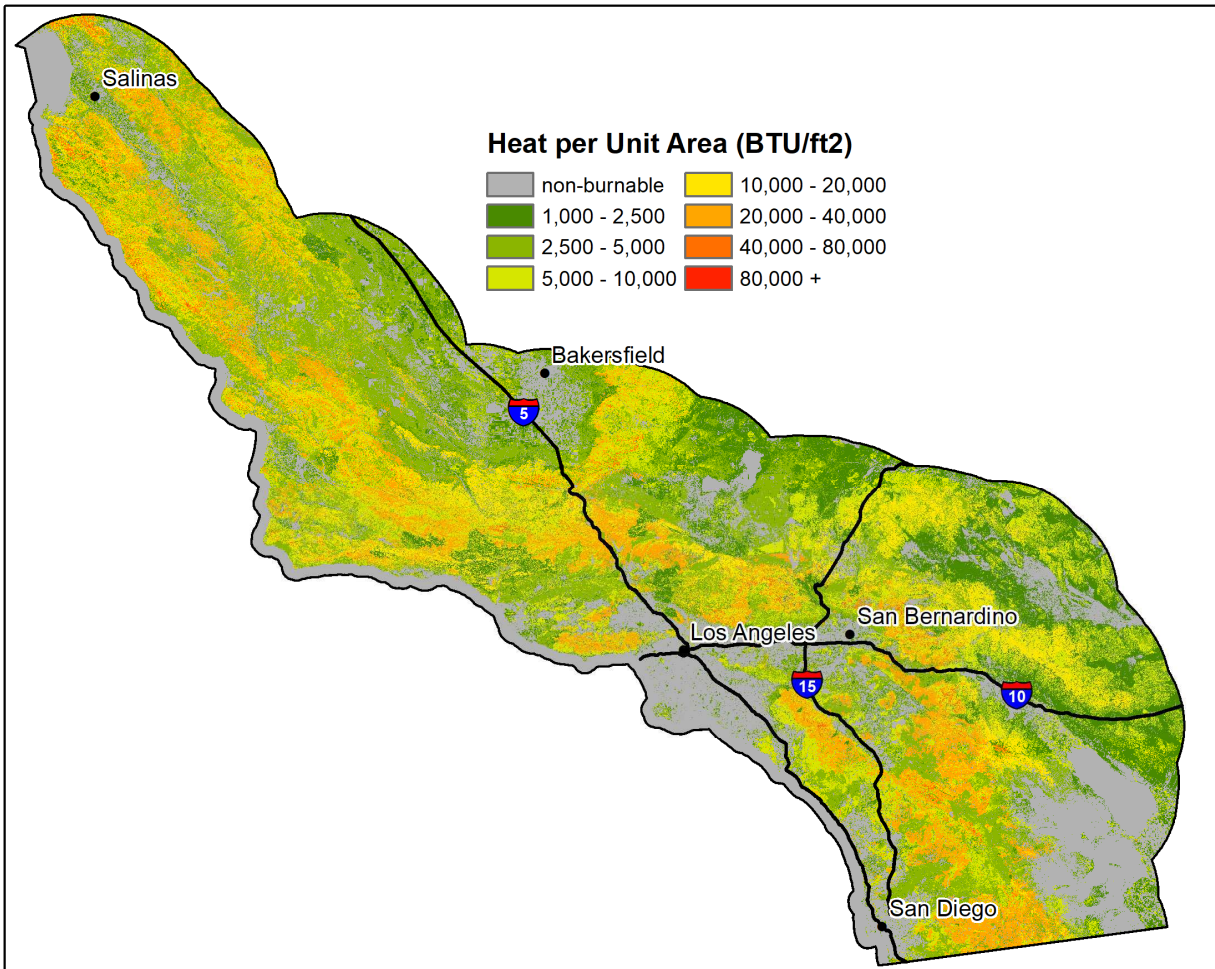 Salinas
Heat per Unit Area (BTU/ft2)
non-burnable
10,000 - 20,000
1,000 - 2,500
20,000 - 40,000
2,500 - 5,000
40,000 - 80,000
5,000 - 10,000
80,000 +
Bakersfield
5
San Bernardino
Los Angeles
15
10
San Diego